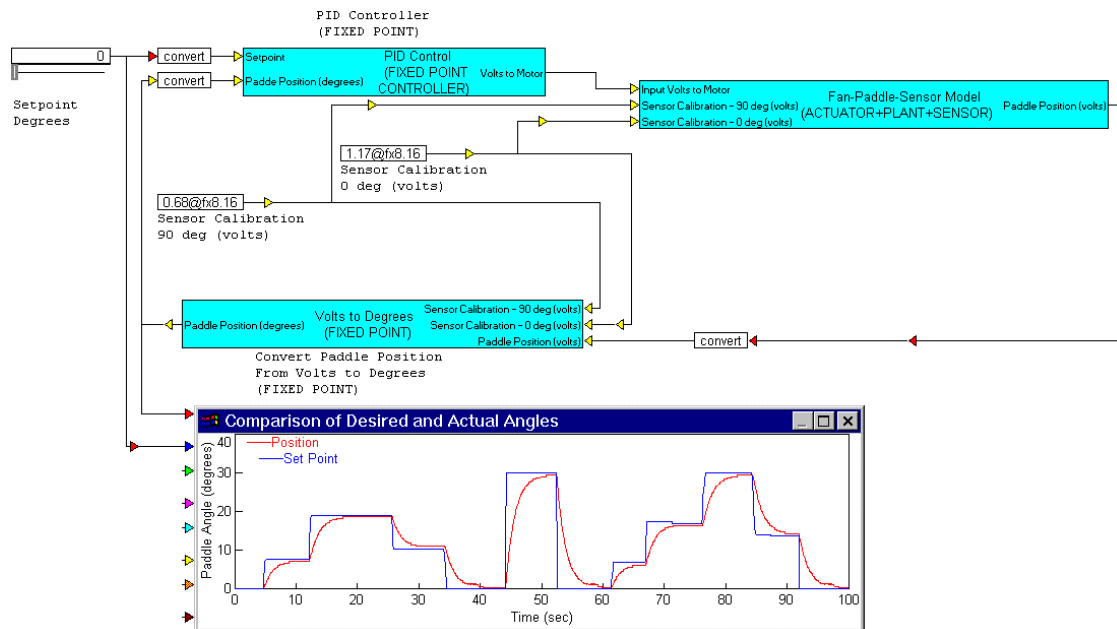 PID Controller
(FIXED POINT)
0
convert
convert
Setpoint
Degrees
Setpoint
Padde Position (degrees)
PID Control
(FIXED POINT
CONTROLLER)
Volts to Motor
Input Volts to Motor
Sensor Calibration - 90 deg (volts)
Sensor Calibration - 0 deg (volts)
Fan-Paddle-Sensor Model
(ACTUATOR+PLANT+SENSOR)
Paddle Position (volts)
1.17@fx8.16
Sensor Calibration
0 deg (volts)
0.68@fx8.16
Sensor Calibration
90 deg (volts)
Paddle Position (degrees)
Volts to Degrees
(FIXED POINT)
Sensor Calibration - 90 deg (volts)
Sensor Calibration - 0 deg (volts)
Paddle Position (volts)
convert
Convert Paddle Position
From Volts to Degrees
(FIXED POINT)
Comparison of Desired and Actual Angles
Position
Set Point
Paddle Angle (degrees)
40
30
20
10
0
0 10 20 30 40 50 60 70 80 90 100
Time (sec)